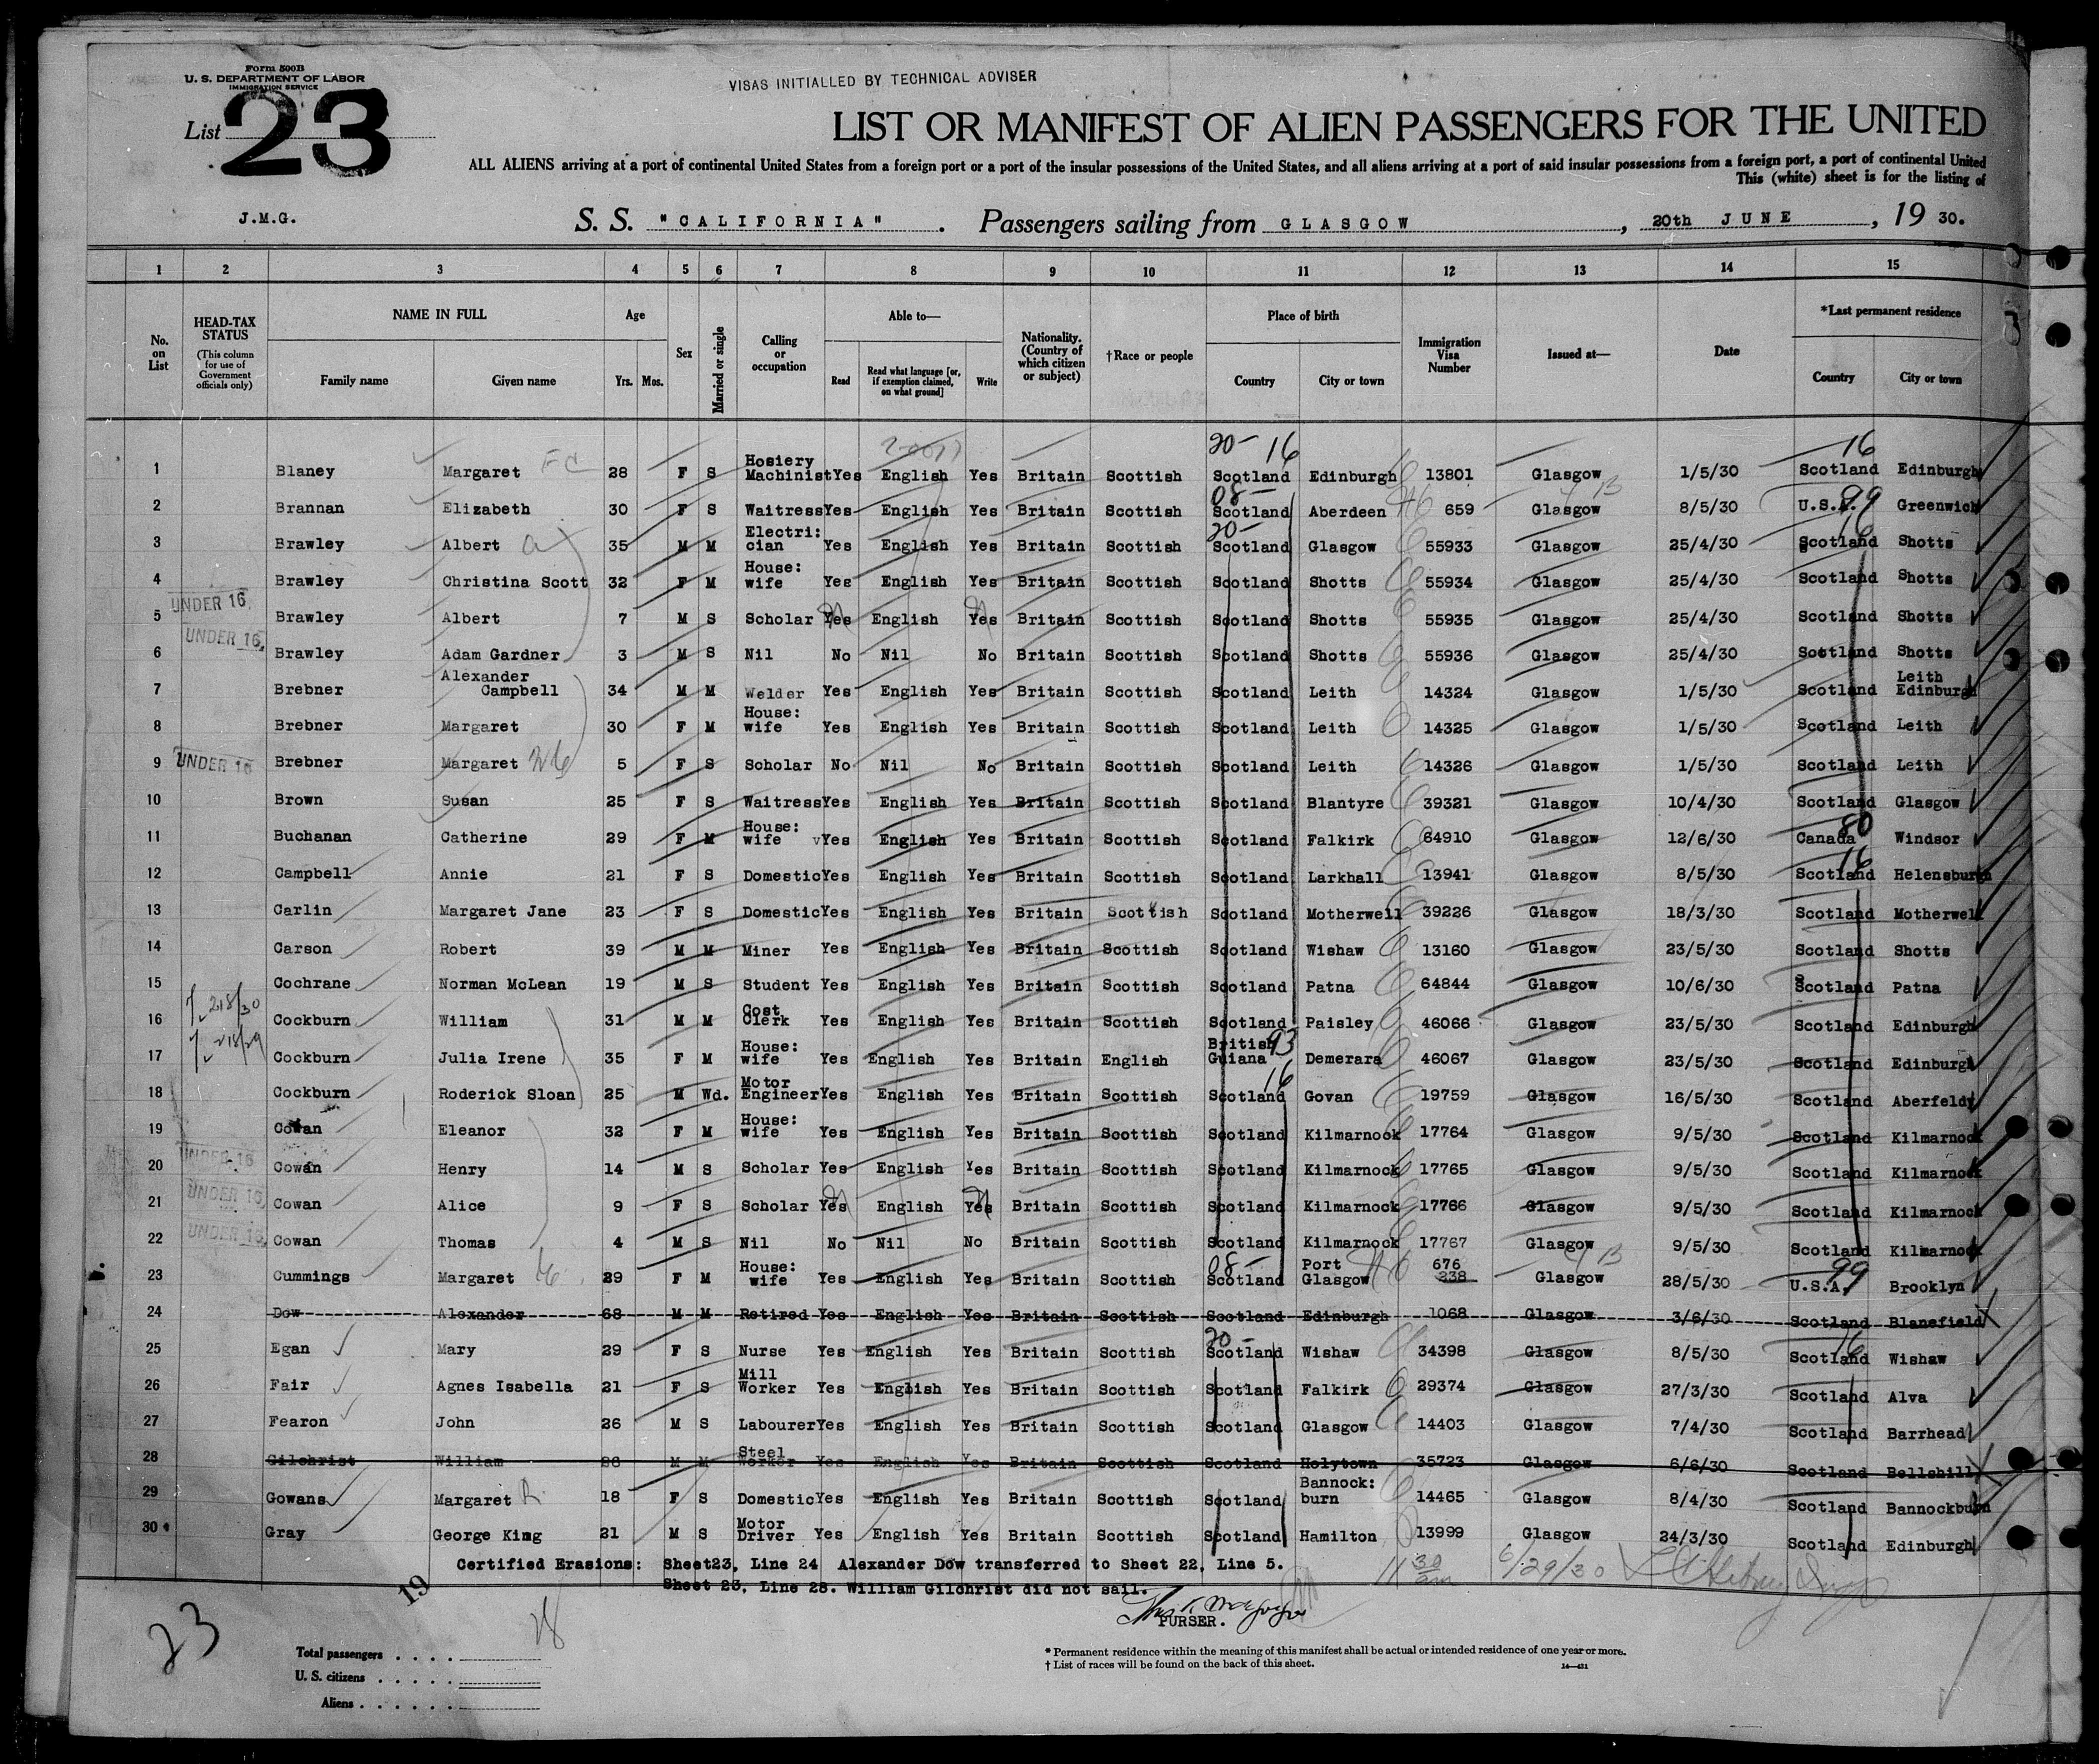 Form 500B
U. S. DEPARTMENT OF LABOR
IMMIGRATION SERVICE
VISAS INITIALLED BY TECHNICAL ADVISER
List 23
LIST OR MANIFEST OF ALIEN PASSENGERS FOR THE UNITED
ALL ALIENS arriving at a port of continental United States from a foreign port or a port of the insular possessions of the United States, and all aliens arriving at a port of said insular possessions from a foreign port, a port of continental United
This (white) sheet is for the listing of
J.M.G. S. S. "CALIFORNIA". Passengers sailing from GLASGOW, 20th JUNE, 19 30.
1 2 3 4 5 6 7 8 9 10 11 12 13 14 15
No. on List
HEAD-TAX STATUS (This column for use of Government officials only)
NAME IN FULL Family name Given name
Age Yrs. Mos.
Sex
Married or single
Calling or occupation
Able to— Read Read what language [or, if exemption claimed, on what ground] Write
Nationality. (Country of which citizen or subject)
†Race or people
Place of birth Country City or town
Immigration Visa Number
Issued at—
Date
*Last permanent residence Country City or town
20- 16 16
1 Blaney Margaret 28 F S Hosiery Machinist Yes English Yes Britain Scottish Scotland Edinburgh 13801 Glasgow 1/5/30 Scotland Edinburgh
08- 99
2 Brannan Elizabeth 30 F S Waitress Yes English Yes Britain Scottish Scotland Aberdeen 659 Glasgow 8/5/30 U.S.A. Greenwich
20- 16
3 Brawley Albert 35 M M Electri: cian Yes English Yes Britain Scottish Scotland Glasgow 55933 Glasgow 25/4/30 Scotland Shotts
4 Brawley Christina Scott 32 F M House: wife Yes English Yes Britain Scottish Scotland Shotts 55934 Glasgow 25/4/30 Scotland Shotts
UNDER 16
5 Brawley Albert 7 M S Scholar Yes English Yes Britain Scottish Scotland Shotts 55935 Glasgow 25/4/30 Scotland Shotts
UNDER 16
6 Brawley Adam Gardner 3 M S Nil No Nil No Britain Scottish Scotland Shotts 55936 Glasgow 25/4/30 Scotland Shotts
7 Brebner Alexander Campbell 34 M M Welder Yes English Yes Britain Scottish Scotland Leith 14324 Glasgow 1/5/30 Scotland Leith Edinburgh
8 Brebner Margaret 30 F M House: wife Yes English Yes Britain Scottish Scotland Leith 14325 Glasgow 1/5/30 Scotland Leith
9 UNDER 16 Brebner Margaret 5 F S Scholar No Nil No Britain Scottish Scotland Leith 14326 Glasgow 1/5/30 Scotland Leith
10 Brown Susan 25 F S Waitress Yes English Yes Britain Scottish Scotland Blantyre 39321 Glasgow 10/4/30 Scotland Glasgow
80
11 Buchanan Catherine 29 F M House: wife Yes English Yes Britain Scottish Scotland Falkirk 64910 Glasgow 12/6/30 Canada Windsor
16
12 Campbell Annie 21 F S Domestic Yes English Yes Britain Scottish Scotland Larkhall 13941 Glasgow 8/5/30 Scotland Helensburgh
13 Carlin Margaret Jane 23 F S Domestic Yes English Yes Britain Scottish Scotland Motherwell 39226 Glasgow 18/3/30 Scotland Motherwell
14 Carson Robert 39 M M Miner Yes English Yes Britain Scottish Scotland Wishaw 13160 Glasgow 23/5/30 Scotland Shotts
15 Cochrane Norman McLean 19 M S Student Yes English Yes Britain Scottish Scotland Patna 64844 Glasgow 10/6/30 Scotland Patna
16 Cockburn William 31 M M Cost Clerk Yes English Yes Britain Scottish Scotland Paisley 46066 Glasgow 23/5/30 Scotland Edinburgh
93
17 Cockburn Julia Irene 35 F M House: wife Yes English Yes Britain English British Guiana Demerara 46067 Glasgow 23/5/30 Scotland Edinburgh
16
18 Cockburn Roderick Sloan 25 M Wd. Motor Engineer Yes English Yes Britain Scottish Scotland Govan 19759 Glasgow 16/5/30 Scotland Aberfeldy
19 Cowan Eleanor 32 F M House: wife Yes English Yes Britain Scottish Scotland Kilmarnock 17764 Glasgow 9/5/30 Scotland Kilmarnock
20 UNDER 16 Cowan Henry 14 M S Scholar Yes English Yes Britain Scottish Scotland Kilmarnock 17765 Glasgow 9/5/30 Scotland Kilmarnock
21 UNDER 16 Cowan Alice 9 F S Scholar Yes English Yes Britain Scottish Scotland Kilmarnock 17766 Glasgow 9/5/30 Scotland Kilmarnock
22 UNDER 16 Cowan Thomas 4 M S Nil No Nil No Britain Scottish Scotland Kilmarnock 17767 Glasgow 9/5/30 Scotland Kilmarnock
08- 99
23 Cummings Margaret 29 F M House: wife Yes English Yes Britain Scottish Scotland Port Glasgow 676 238 Glasgow 28/5/30 U.S.A. Brooklyn
24 Dow Alexander 68 M M Retired Yes English Yes Britain Scottish Scotland Edinburgh 1068 Glasgow 3/6/30 Scotland Blanefield
20- 16
25 Egan Mary 29 F S Nurse Yes English Yes Britain Scottish Scotland Wishaw 34398 Glasgow 8/5/30 Scotland Wishaw
26 Fair Agnes Isabella 21 F S Mill Worker Yes English Yes Britain Scottish Scotland Falkirk 29374 Glasgow 27/3/30 Scotland Alva
27 Fearon John 26 M S Labourer Yes English Yes Britain Scottish Scotland Glasgow 14403 Glasgow 7/4/30 Scotland Barrhead
28 Gilchrist William M M Steel Worker Yes English Yes Britain Scottish Scotland Holytown 35723 Glasgow 6/6/30 Scotland Bellshill
29 Gowans Margaret 18 F S Domestic Yes English Yes Britain Scottish Scotland Bannock: burn 14465 Glasgow 8/4/30 Scotland Bannockburn
30 Gray George King 21 M S Motor Driver Yes English Yes Britain Scottish Scotland Hamilton 13999 Glasgow 24/3/30 Scotland Edinburgh
Certified Erasions: Sheet23, Line 24 Alexander Dow transferred to Sheet 22, Line 5.
Sheet 23, Line 28. William Gilchrist did not sail.
11 30 am 6/29/30
19
PURSER.
23
Total passengers . . . .
U. S. citizens . . . . .
Aliens . . . . . .
* Permanent residence within the meaning of this manifest shall be actual or intended residence of one year or more.
† List of races will be found on the back of this sheet.
14—431